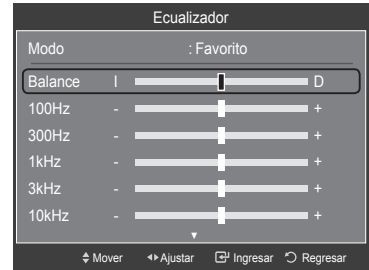 Ecualizador
Modo : Favorito
Balance I D
100Hz - +
300Hz - +
1kHz - +
3kHz - +
10kHz - +
Mover Ajustar Ingresar Regresar